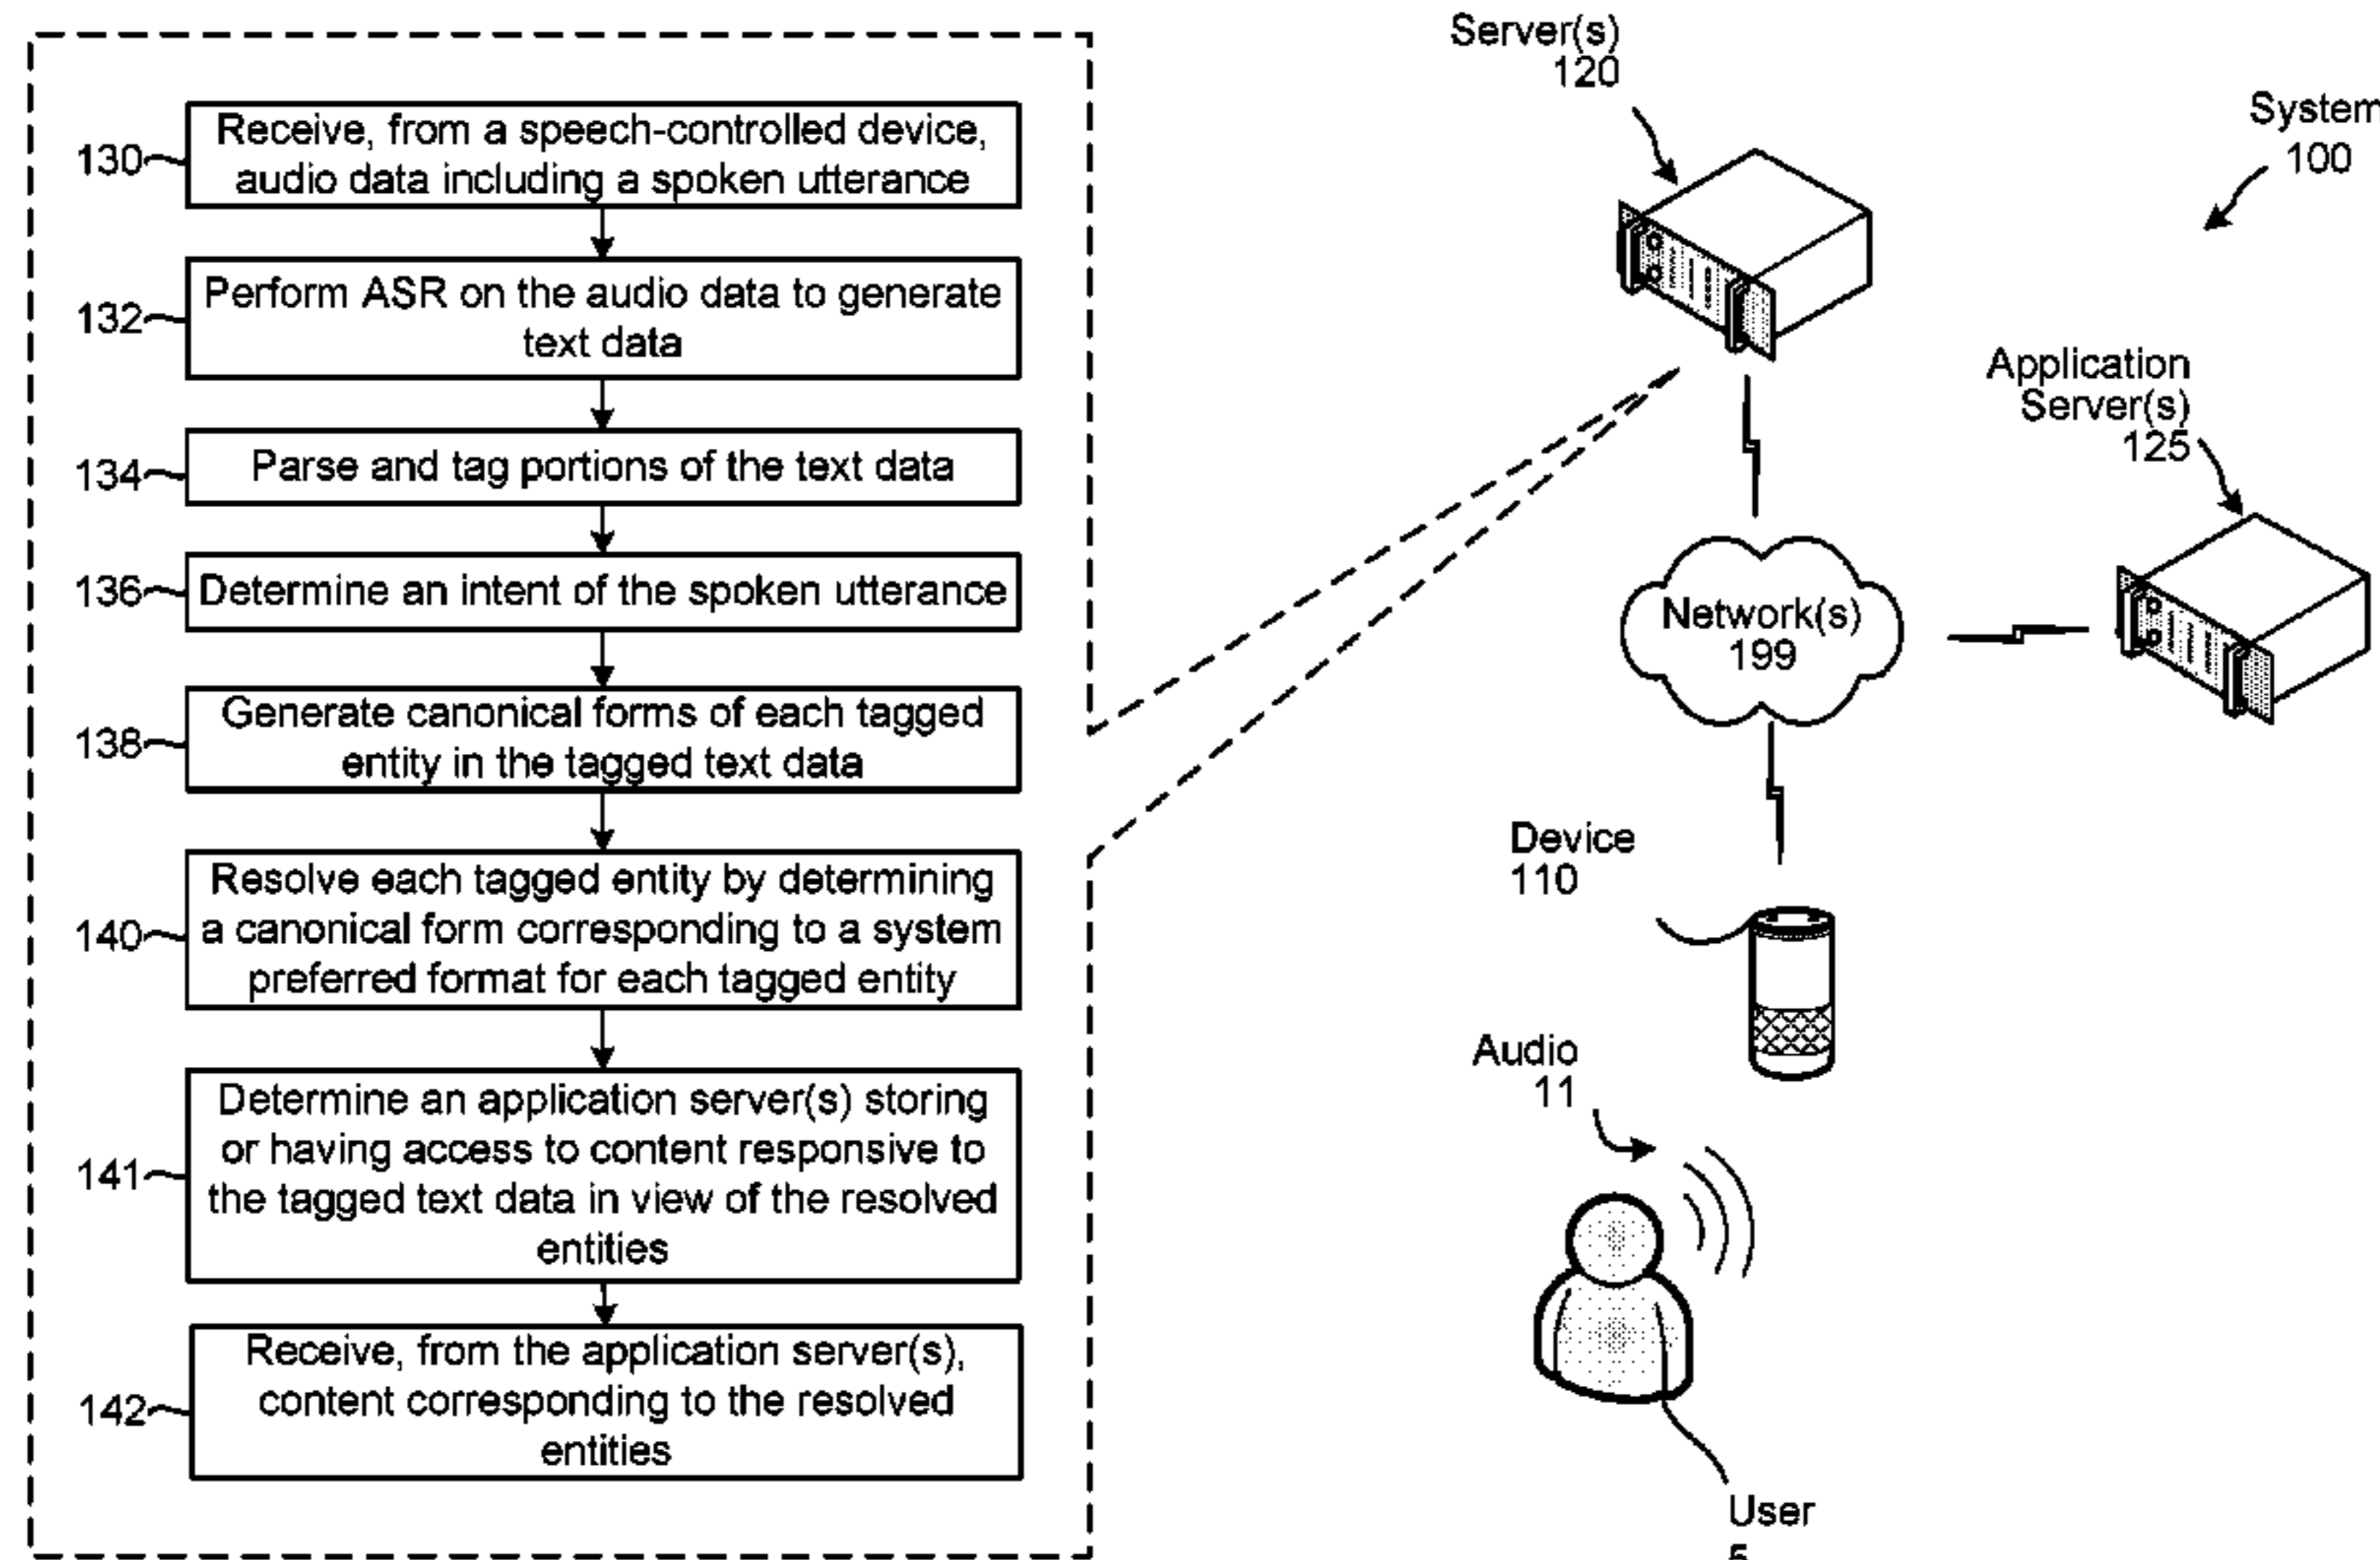 130
Receive, from a speech-controlled device,
audio data including a spoken utterance
132
Perform ASR on the audio data to generate
text data
134
Parse and tag portions of the text data
136
Determine an intent of the spoken utterance
138
Generate canonical forms of each tagged
entity in the tagged text data
140
Resolve each tagged entity by determining
a canonical form corresponding to a system
preferred format for each tagged entity
141
Determine an application server(s) storing
or having access to content responsive to
the tagged text data in view of the resolved
entities
142
Receive, from the application server(s),
content corresponding to the resolved
entities
Server(s)
120
System
100
Application
Server(s)
125
Network(s)
199
Device
110
Audio
11
User